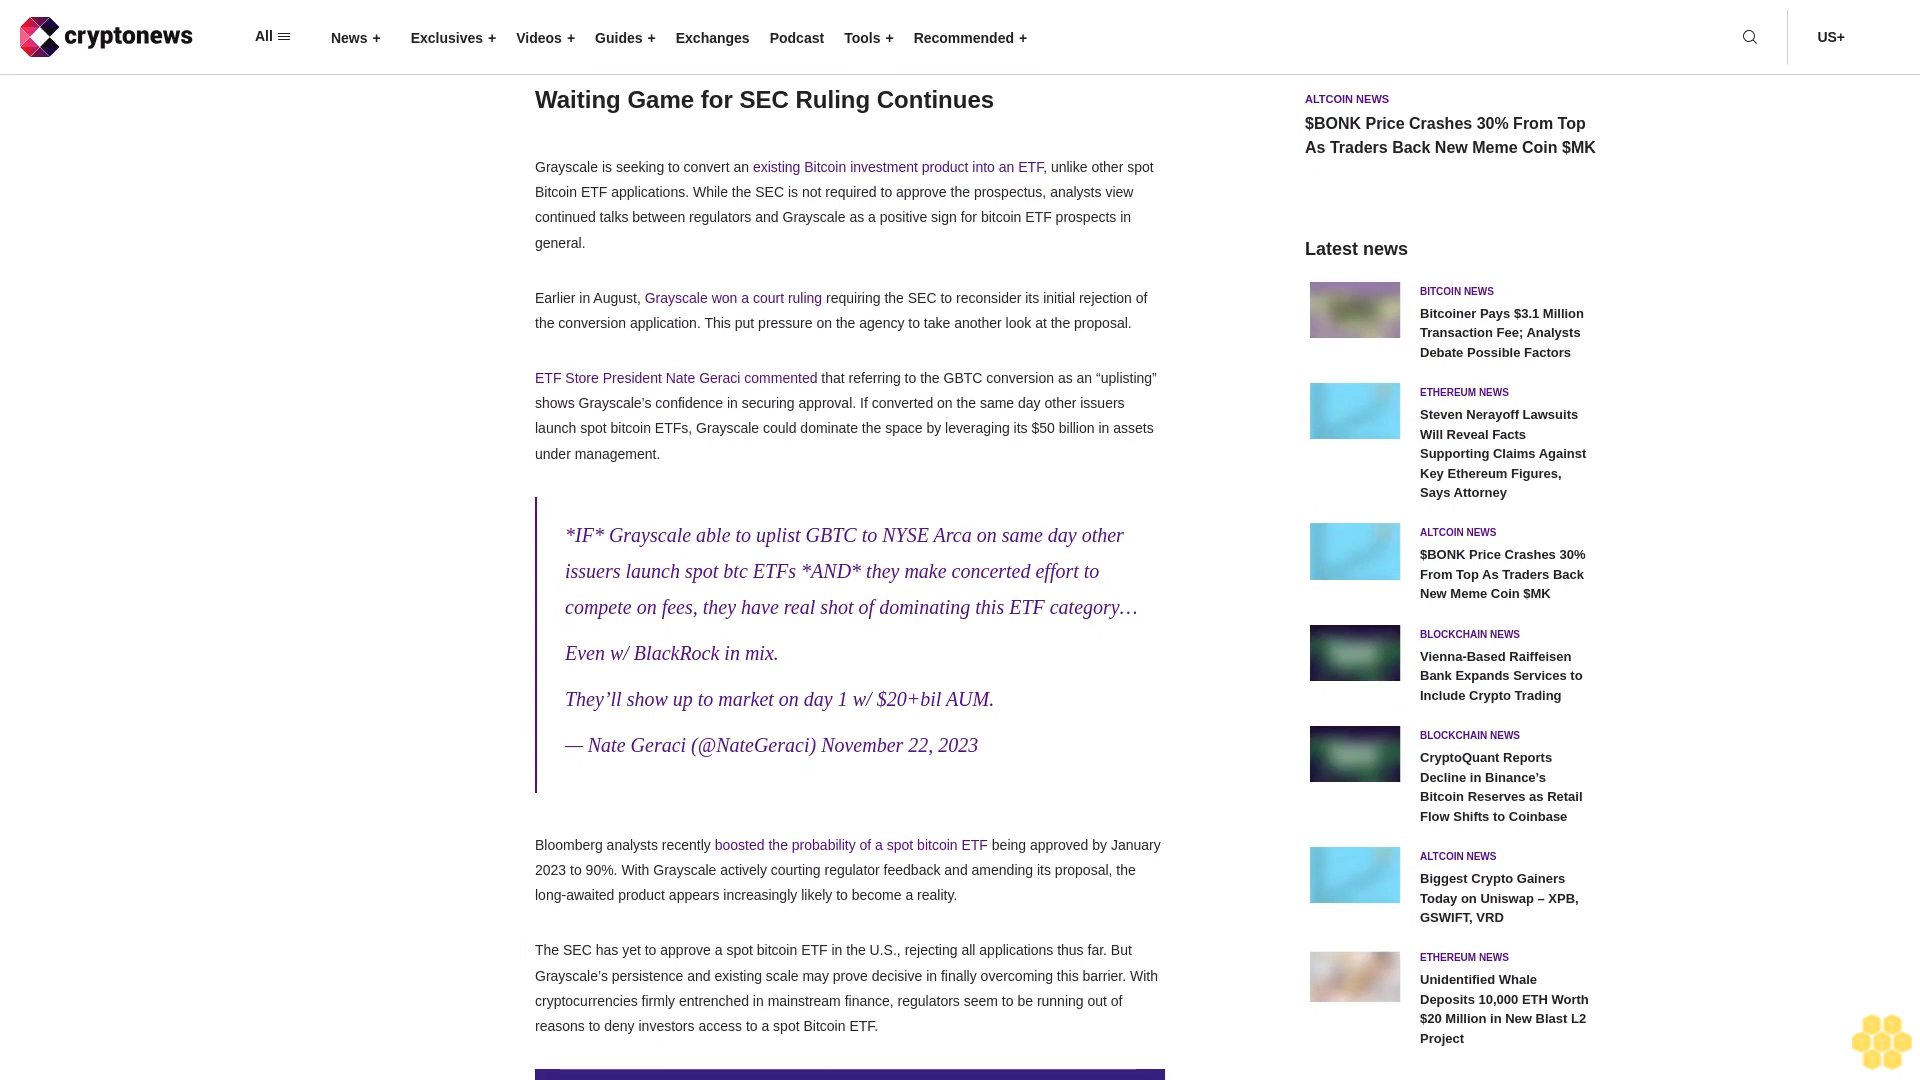 cryptonews
All
News +
Exclusives +
Videos +
Guides +
Exchanges
Podcast
Tools +
Recommended +
US+
Waiting Game for SEC Ruling Continues
Grayscale is seeking to convert an existing Bitcoin investment product into an ETF, unlike other spot
Bitcoin ETF applications. While the SEC is not required to approve the prospectus, analysts view
continued talks between regulators and Grayscale as a positive sign for bitcoin ETF prospects in
general.
Earlier in August, Grayscale won a court ruling requiring the SEC to reconsider its initial rejection of
the conversion application. This put pressure on the agency to take another look at the proposal.
ETF Store President Nate Geraci commented that referring to the GBTC conversion as an “uplisting”
shows Grayscale’s confidence in securing approval. If converted on the same day other issuers
launch spot bitcoin ETFs, Grayscale could dominate the space by leveraging its $50 billion in assets
under management.
*IF* Grayscale able to uplist GBTC to NYSE Arca on same day other
issuers launch spot btc ETFs *AND* they make concerted effort to
compete on fees, they have real shot of dominating this ETF category…
Even w/ BlackRock in mix.
They’ll show up to market on day 1 w/ $20+bil AUM.
— Nate Geraci (@NateGeraci) November 22, 2023
Bloomberg analysts recently boosted the probability of a spot bitcoin ETF being approved by January
2023 to 90%. With Grayscale actively courting regulator feedback and amending its proposal, the
long-awaited product appears increasingly likely to become a reality.
The SEC has yet to approve a spot bitcoin ETF in the U.S., rejecting all applications thus far. But
Grayscale’s persistence and existing scale may prove decisive in finally overcoming this barrier. With
cryptocurrencies firmly entrenched in mainstream finance, regulators seem to be running out of
reasons to deny investors access to a spot Bitcoin ETF.
ALTCOIN NEWS
$BONK Price Crashes 30% From Top
As Traders Back New Meme Coin $MK
Latest news
BITCOIN NEWS
Bitcoiner Pays $3.1 Million
Transaction Fee; Analysts
Debate Possible Factors
ETHEREUM NEWS
Steven Nerayoff Lawsuits
Will Reveal Facts
Supporting Claims Against
Key Ethereum Figures,
Says Attorney
ALTCOIN NEWS
$BONK Price Crashes 30%
From Top As Traders Back
New Meme Coin $MK
BLOCKCHAIN NEWS
Vienna-Based Raiffeisen
Bank Expands Services to
Include Crypto Trading
BLOCKCHAIN NEWS
CryptoQuant Reports
Decline in Binance’s
Bitcoin Reserves as Retail
Flow Shifts to Coinbase
ALTCOIN NEWS
Biggest Crypto Gainers
Today on Uniswap – XPB,
GSWIFT, VRD
ETHEREUM NEWS
Unidentified Whale
Deposits 10,000 ETH Worth
$20 Million in New Blast L2
Project